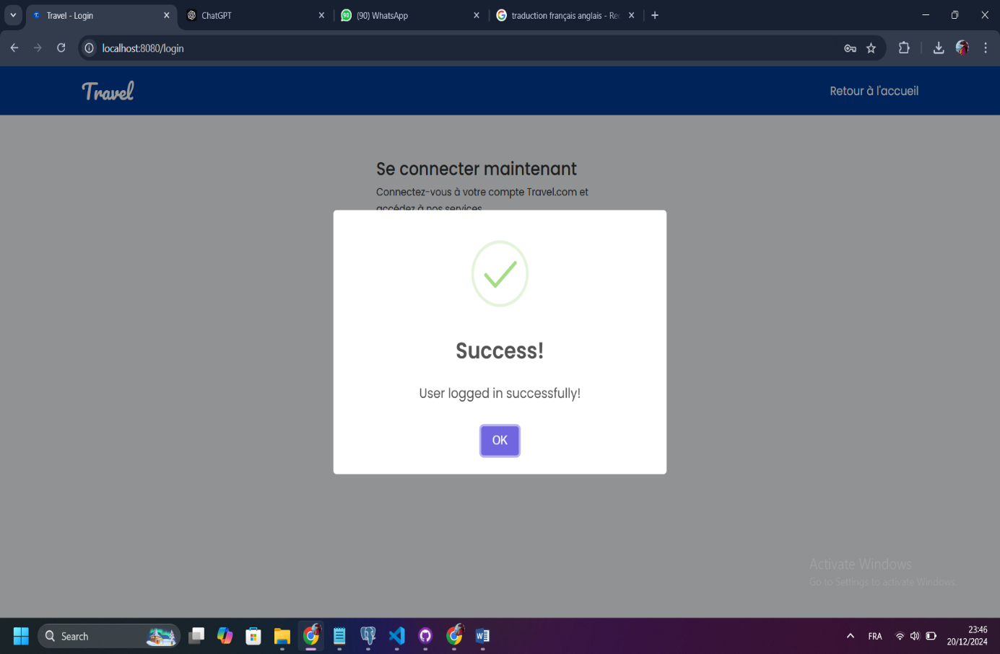 Travel - Login
ChatGPT
(90) WhatsApp
traduction français anglais - Rec
localhost:8080/login
Travel
Retour à l'accueil
Se connecter maintenant
Connectez-vous à votre compte Travel.com et
accédez à nos services
Success!
User logged in successfully!
OK
Activate Windows
Go to Settings to activate Windows.
Search
FRA
23:46
20/12/2024